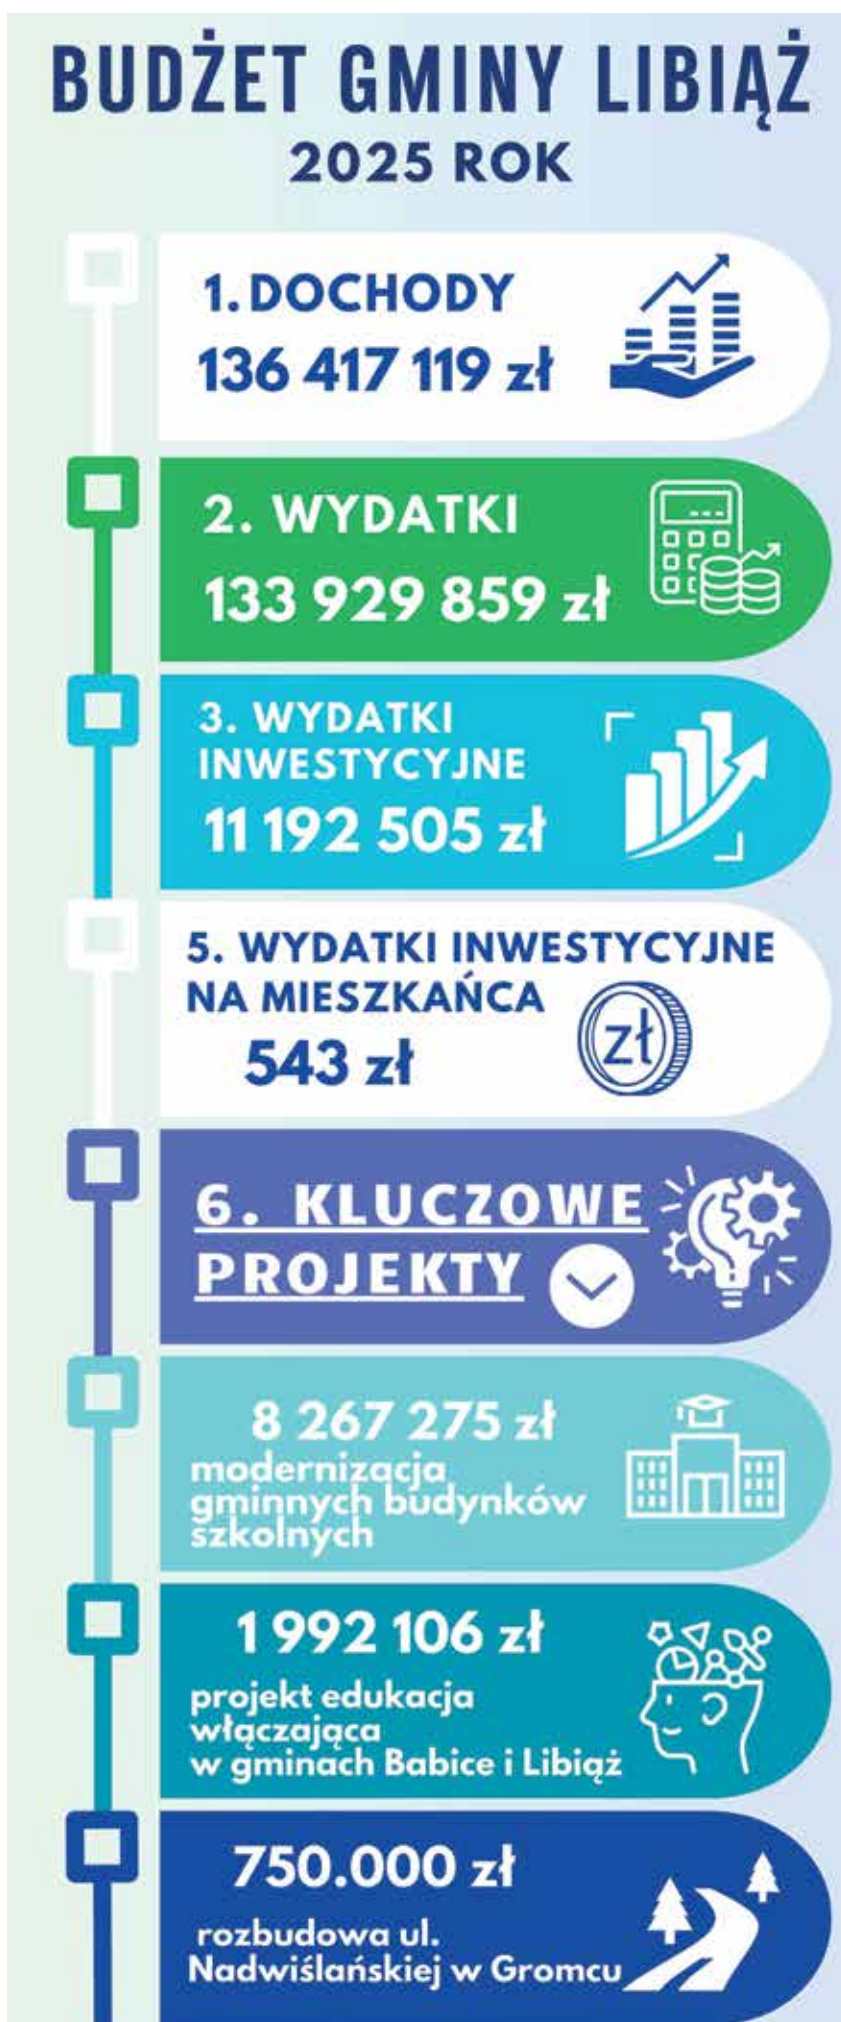 BUDŻET GMINY LIBIĄŻ
2025 ROK
1. DOCHODY
136 417 119 zł
2. WYDATKI
133 929 859 zł
3. WYDATKI
INWESTYCYJNE
11 192 505 zł
5. WYDATKI INWESTYCYJNE
NA MIESZKAŃCA
543 zł
zł
6. KLUCZOWE
PROJEKTY
8 267 275 zł
modernizacja
gminnych budynków
szkolnych
1 992 106 zł
projekt edukacja
włączająca
w gminach Babice i Libiąż
750.000 zł
rozbudowa ul.
Nadwiślańskiej w Gromcu